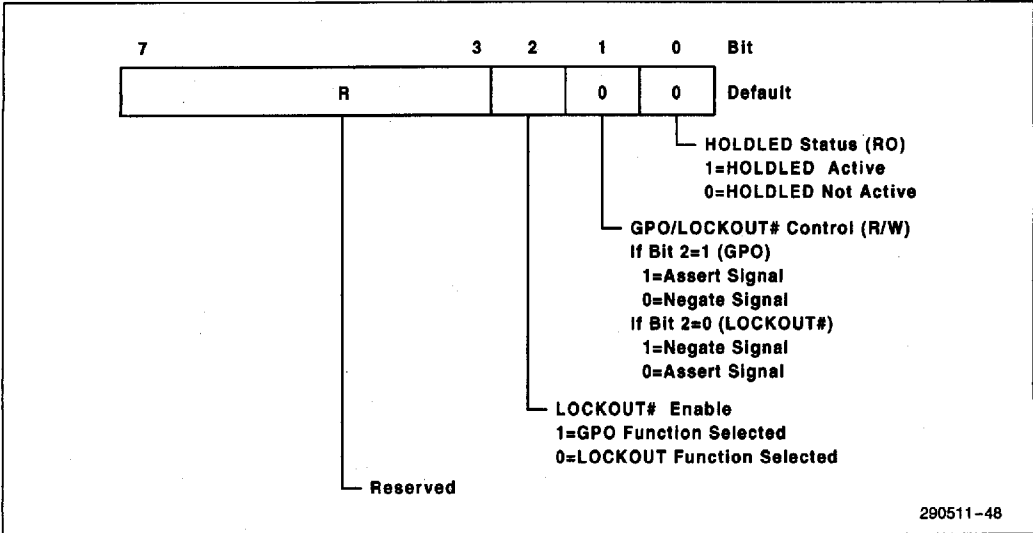 7 3 2 1 0 Bit
R 0 0 Default
HOLDLED Status (RO)
1=HOLDLED Active
0=HOLDLED Not Active
GPO/LOCKOUT# Control (R/W)
If Bit 2=1 (GPO)
1=Assert Signal
0=Negate Signal
If Bit 2=0 (LOCKOUT#)
1=Negate Signal
0=Assert Signal
LOCKOUT# Enable
1=GPO Function Selected
0=LOCKOUT Function Selected
Reserved
290511-48